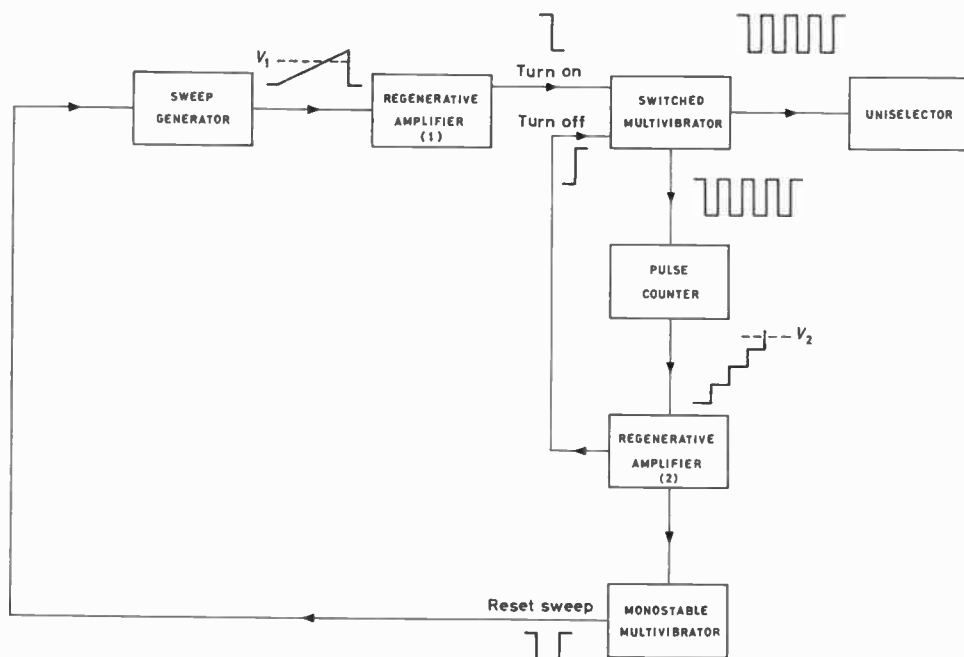 V₁
SWEEP
GENERATOR
REGENERATIVE
AMPLIFIER
(1)
Turn on
Turn off
SWITCHED
MULTIVIBRATOR
UNISELECTOR
PULSE
COUNTER
V₂
REGENERATIVE
AMPLIFIER
(2)
Reset sweep
MONOSTABLE
MULTIVIBRATOR